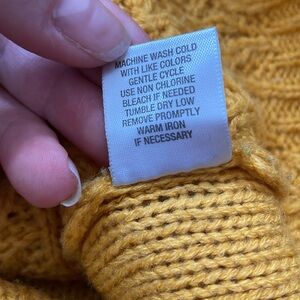 MACHINE WASH COLD
WITH LIKE COLORS
GENTLE CYCLE
USE NON CHLORINE
BLEACH IF NEEDED
TUMBLE DRY LOW
REMOVE PROMPTLY
WARM IRON
IF NECESSARY